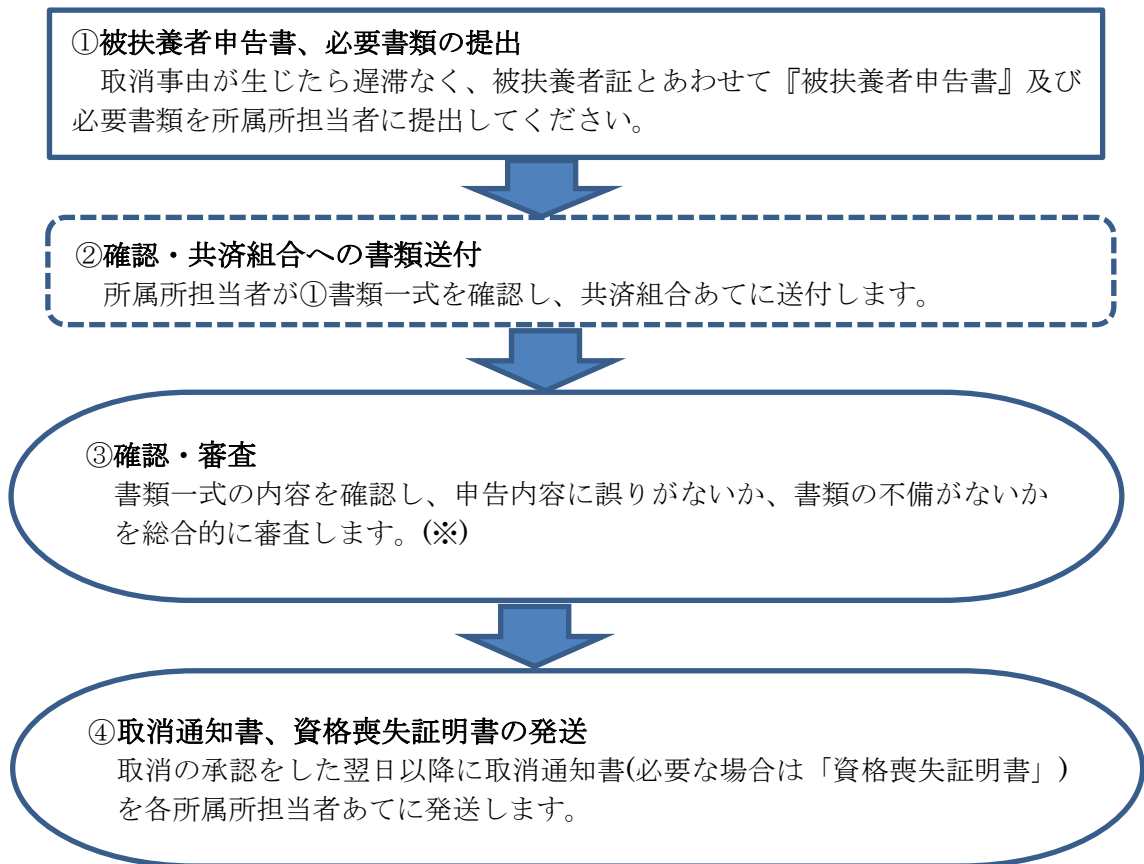 ①被扶養者申告書、必要書類の提出
取消事由が生じたら遅滞なく、被扶養者証とあわせて『被扶養者申告書』及び
必要書類を所属所担当者に提出してください。
②確認・共済組合への書類送付
所属所担当者が①書類一式を確認し、共済組合あてに送付します。
③確認・審査
書類一式の内容を確認し、申告内容に誤りがないか、書類の不備がないか
を総合的に審査します。(※)
④取消通知書、資格喪失証明書の発送
取消の承認をした翌日以降に取消通知書(必要な場合は「資格喪失証明書」)
を各所属所担当者あてに発送します。